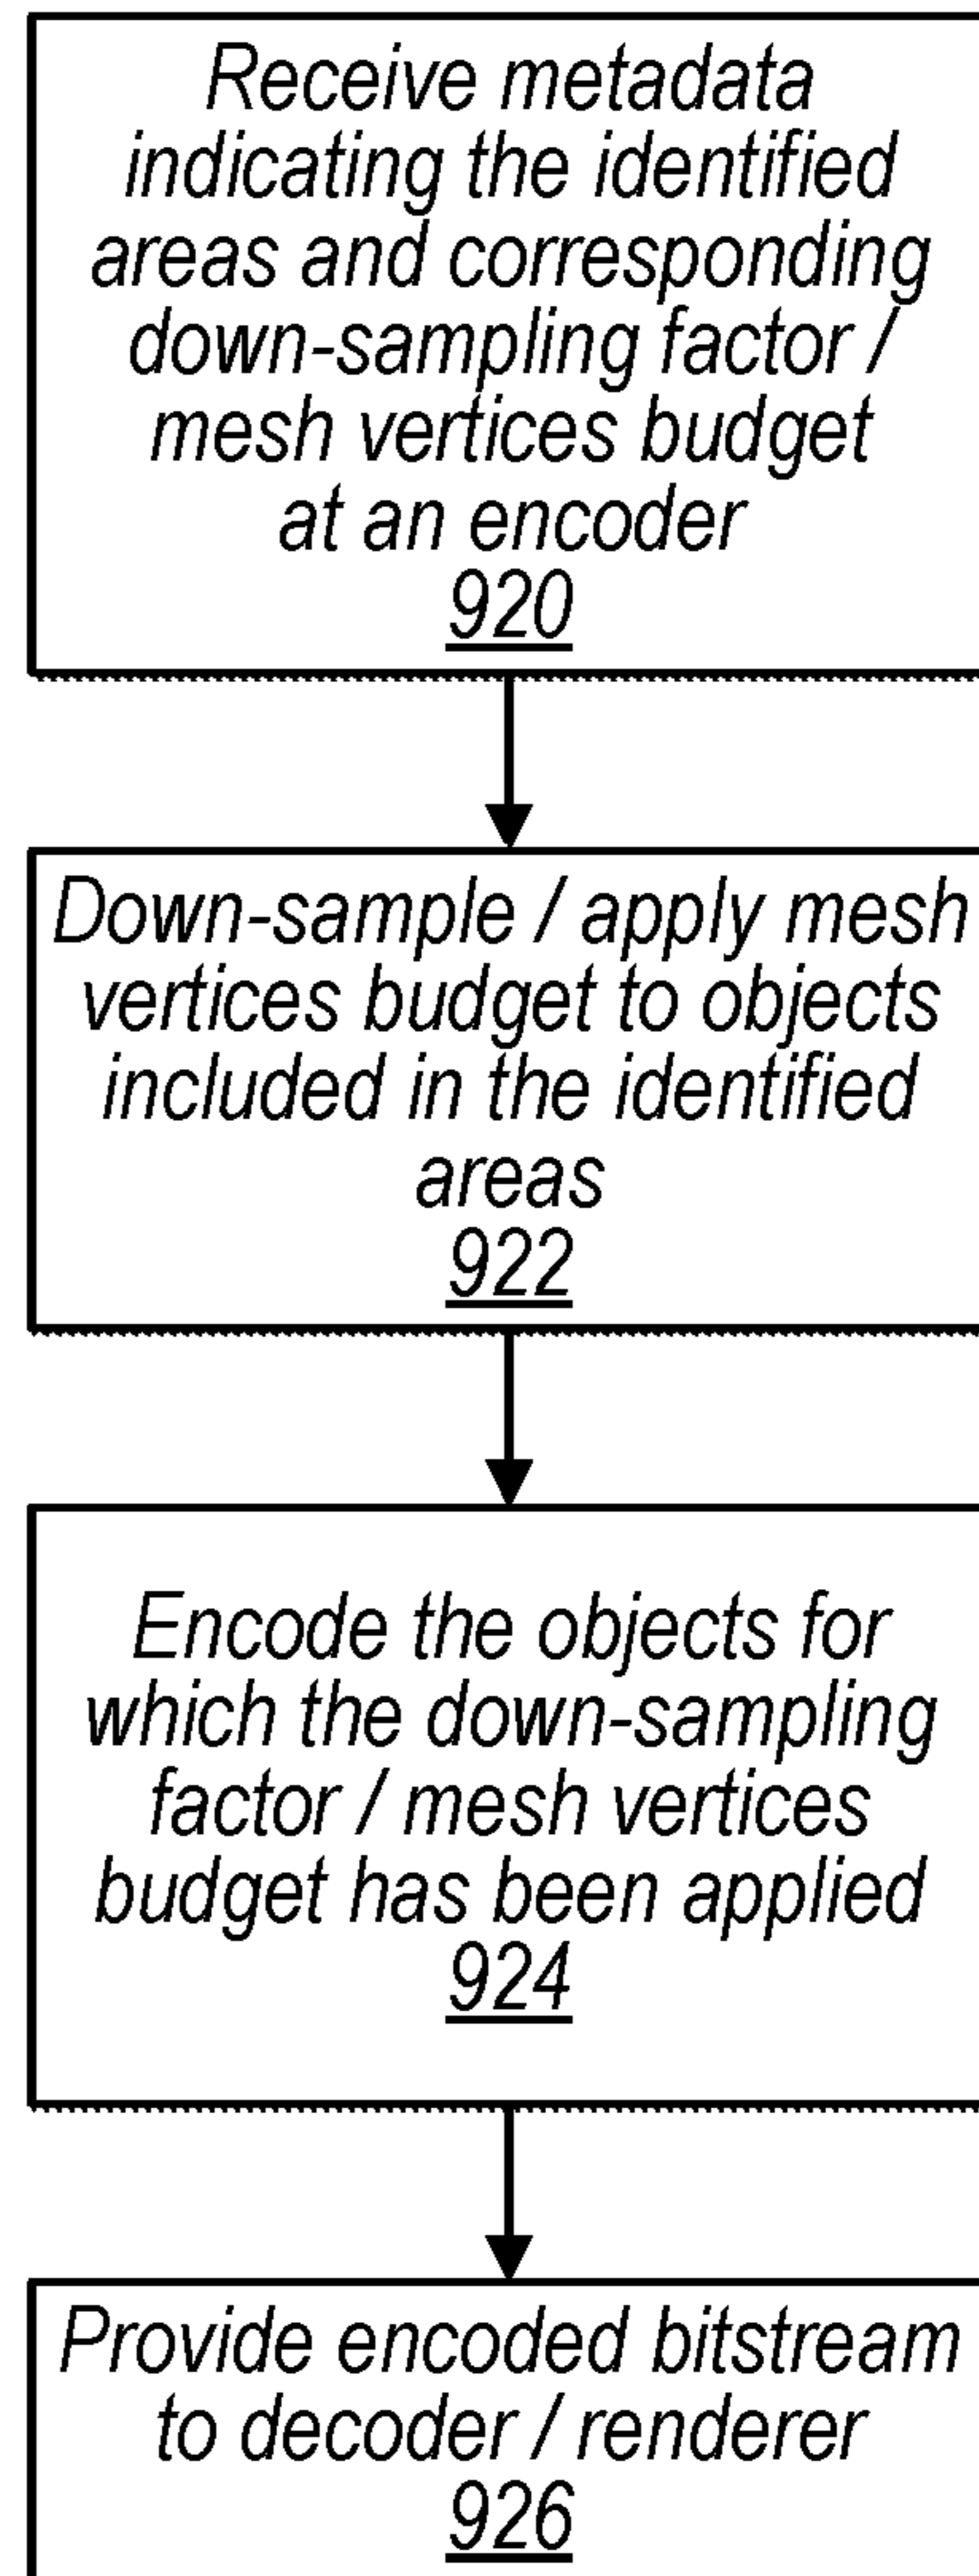 Receive metadata
indicating the identified
areas and corresponding
down-sampling factor /
mesh vertices budget
at an encoder
920
Down-sample / apply mesh
vertices budget to objects
included in the identified
areas
922
Encode the objects for
which the down-sampling
factor / mesh vertices
budget has been applied
924
Provide encoded bitstream
to decoder / renderer
926